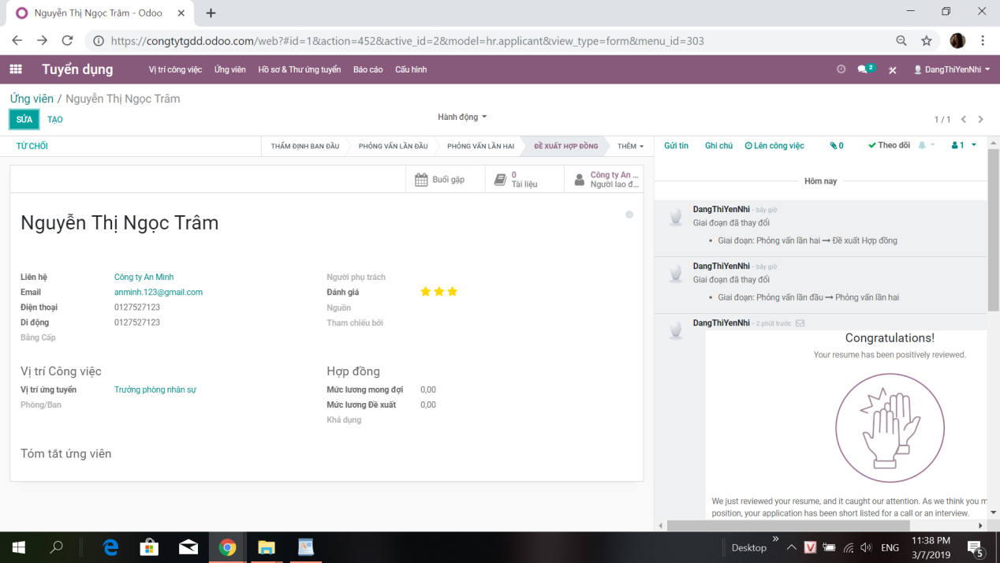 Nguyễn Thị Ngọc Trâm - Odoo
https://congtytgdd.odoo.com/web?#id=1&action=452&active_id=2&model=hr.applicant&view_type=form&menu_id=303
Tuyển dụng
Vị trí công việc
Ứng viên
Hồ sơ & Thư ứng tuyển
Báo cáo
Cấu hình
2
DangThiYenNhi
Ứng viên / Nguyễn Thị Ngọc Trâm
SỬA
TẠO
Hành động
1 / 1
TỪ CHỐI
THẨM ĐỊNH BAN ĐẦU
PHỎNG VẤN LẦN ĐẦU
PHỎNG VẤN LẦN HAI
ĐỀ XUẤT HỢP ĐỒNG
THÊM
Buổi gặp
0
Tài liệu
Công ty An ...
Người lao đ...
Nguyễn Thị Ngọc Trâm
Liên hệ
Công ty An Minh
Email
anminh.123@gmail.com
Điện thoại
0127527123
Di động
0127527123
Bằng Cấp
Người phụ trách
Đánh giá
Nguồn
Tham chiếu bởi
Vị trí Công việc
Vị trí ứng tuyển
Trưởng phòng nhân sự
Phòng/Ban
Hợp đồng
Mức lương mong đợi
0,00
Mức lương Đề xuất
0,00
Khả dụng
Tóm tắt ứng viên
Gửi tin
Ghi chú
Lên công việc
0
Theo dõi
1
Hôm nay
DangThiYenNhi - bây giờ
Giai đoạn đã thay đổi
• Giai đoạn: Phỏng vấn lần hai → Đề xuất Hợp đồng
DangThiYenNhi - bây giờ
Giai đoạn đã thay đổi
• Giai đoạn: Phỏng vấn lần đầu → Phỏng vấn lần hai
DangThiYenNhi - 2 phút trước
Congratulations!
Your resume has been positively reviewed.
We just reviewed your resume, and it caught our attention. As we think you m
position, your application has been short listed for a call or an interview.
Desktop
ENG
11:38 PM
3/7/2019
5